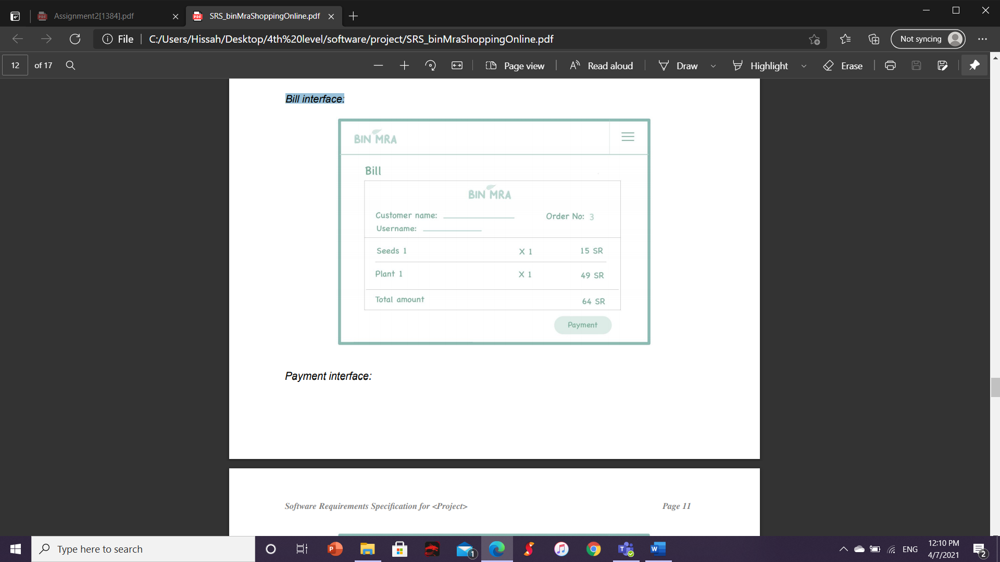 Assignment2[1384].pdf
SRS_binMraShoppingOnline.pdf
File
C:/Users/Hissah/Desktop/4th%20level/software/project/SRS_binMraShoppingOnline.pdf
Not syncing
12 of 17
Page view
Read aloud
Draw
Highlight
Erase
Bill interface:
BIN MRA
Bill
BIN MRA
Customer name: Order No: 3
Username:
Seeds 1 X 1 15 SR
Plant 1 X 1 49 SR
Total amount 64 SR
Payment
Payment interface:
Software Requirements Specification for <Project> Page 11
Type here to search
1
ENG
12:10 PM
4/7/2021
2